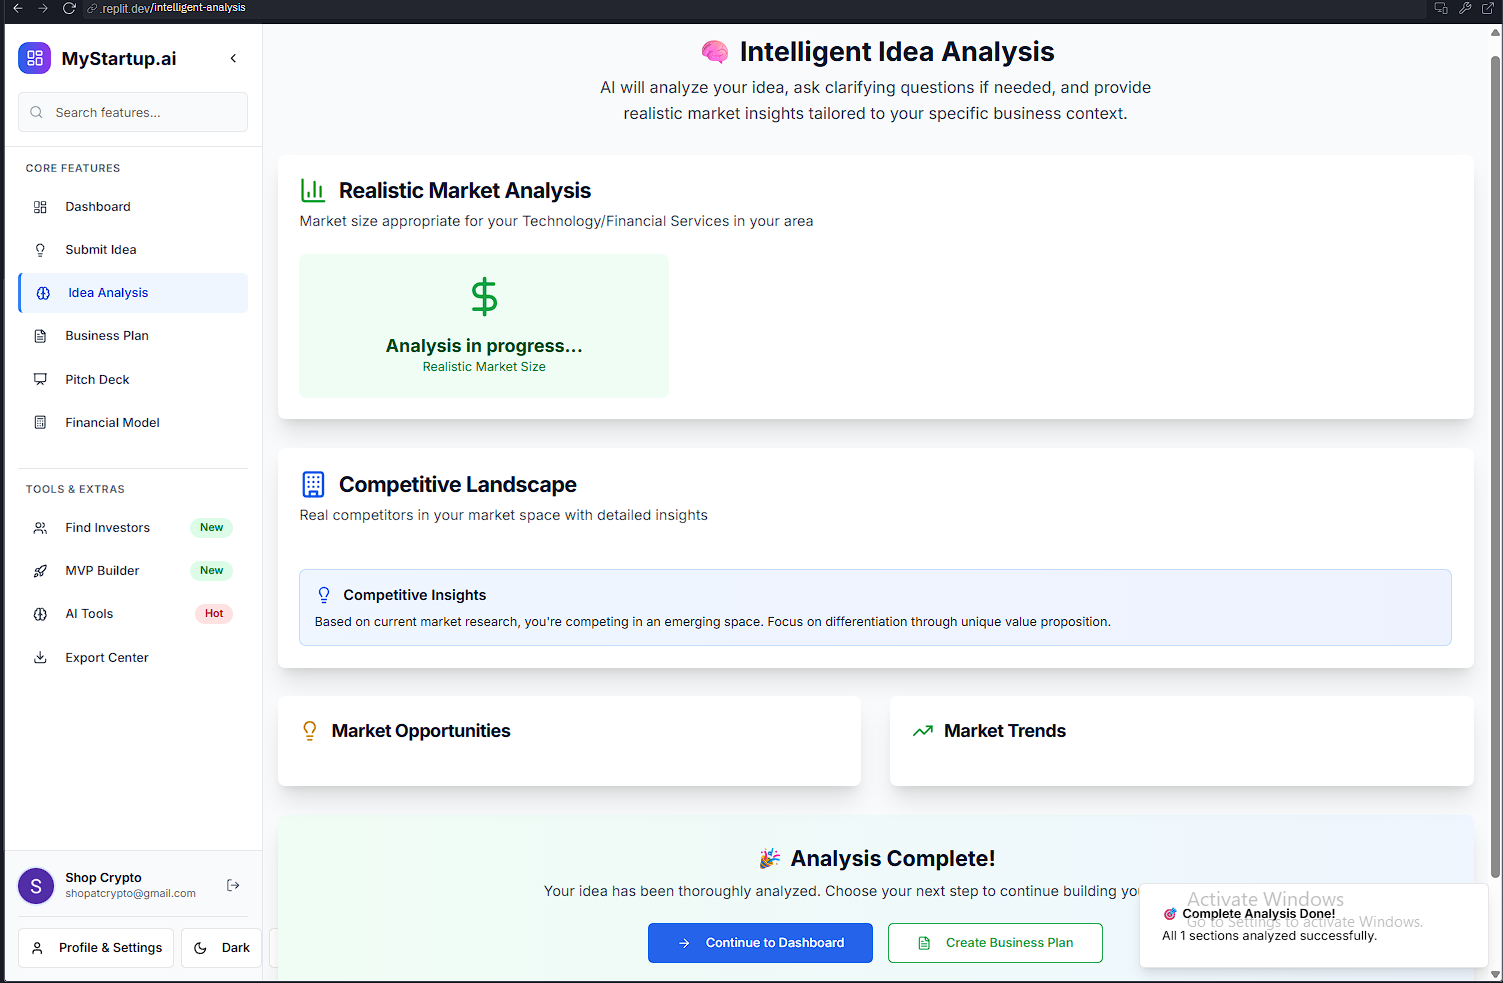 .replit.dev/intelligent-analysis
MyStartup.ai
Search features...
CORE FEATURES
Dashboard
Submit Idea
Idea Analysis
Business Plan
Pitch Deck
Financial Model
TOOLS & EXTRAS
Find Investors New
MVP Builder New
AI Tools Hot
Export Center
S
Shop Crypto
shopatcrypto@gmail.com
Profile & Settings
Dark
Intelligent Idea Analysis
AI will analyze your idea, ask clarifying questions if needed, and provide
realistic market insights tailored to your specific business context.
Realistic Market Analysis
Market size appropriate for your Technology/Financial Services in your area
$
Analysis in progress...
Realistic Market Size
Competitive Landscape
Real competitors in your market space with detailed insights
Competitive Insights
Based on current market research, you're competing in an emerging space. Focus on differentiation through unique value proposition.
Market Opportunities
Market Trends
Analysis Complete!
Your idea has been thoroughly analyzed. Choose your next step to continue building
Continue to Dashboard
Create Business Plan
Activate Windows
Go to Settings to activate Windows.
Complete Analysis Done!
All 1 sections analyzed successfully.